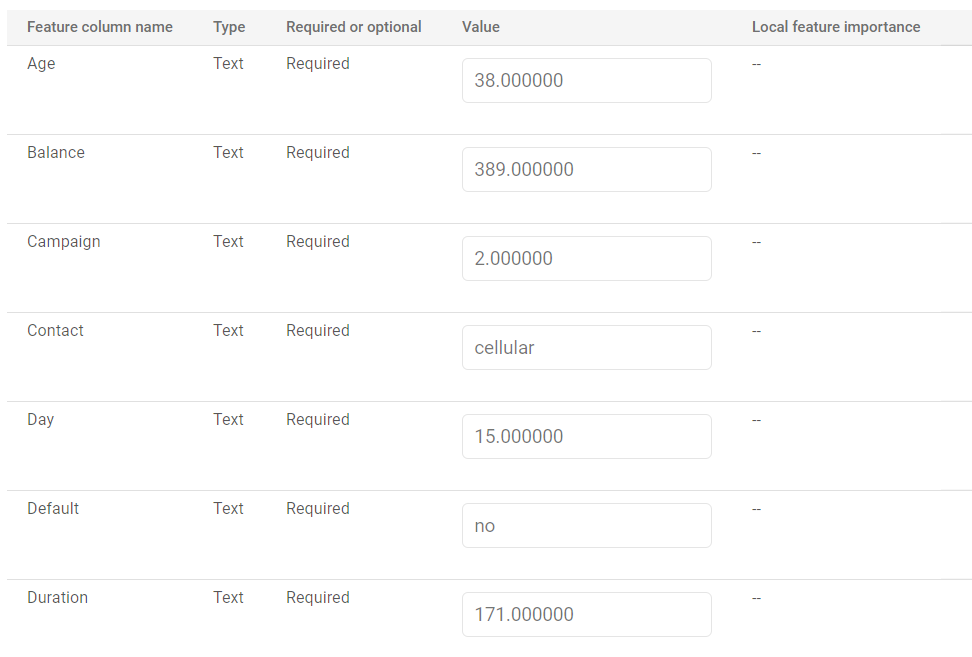 Feature column name Type Required or optional Value Local feature importance
Age Text Required 38.000000 --
Balance Text Required 389.000000 --
Campaign Text Required 2.000000 --
Contact Text Required cellular --
Day Text Required 15.000000 --
Default Text Required no --
Duration Text Required 171.000000 --